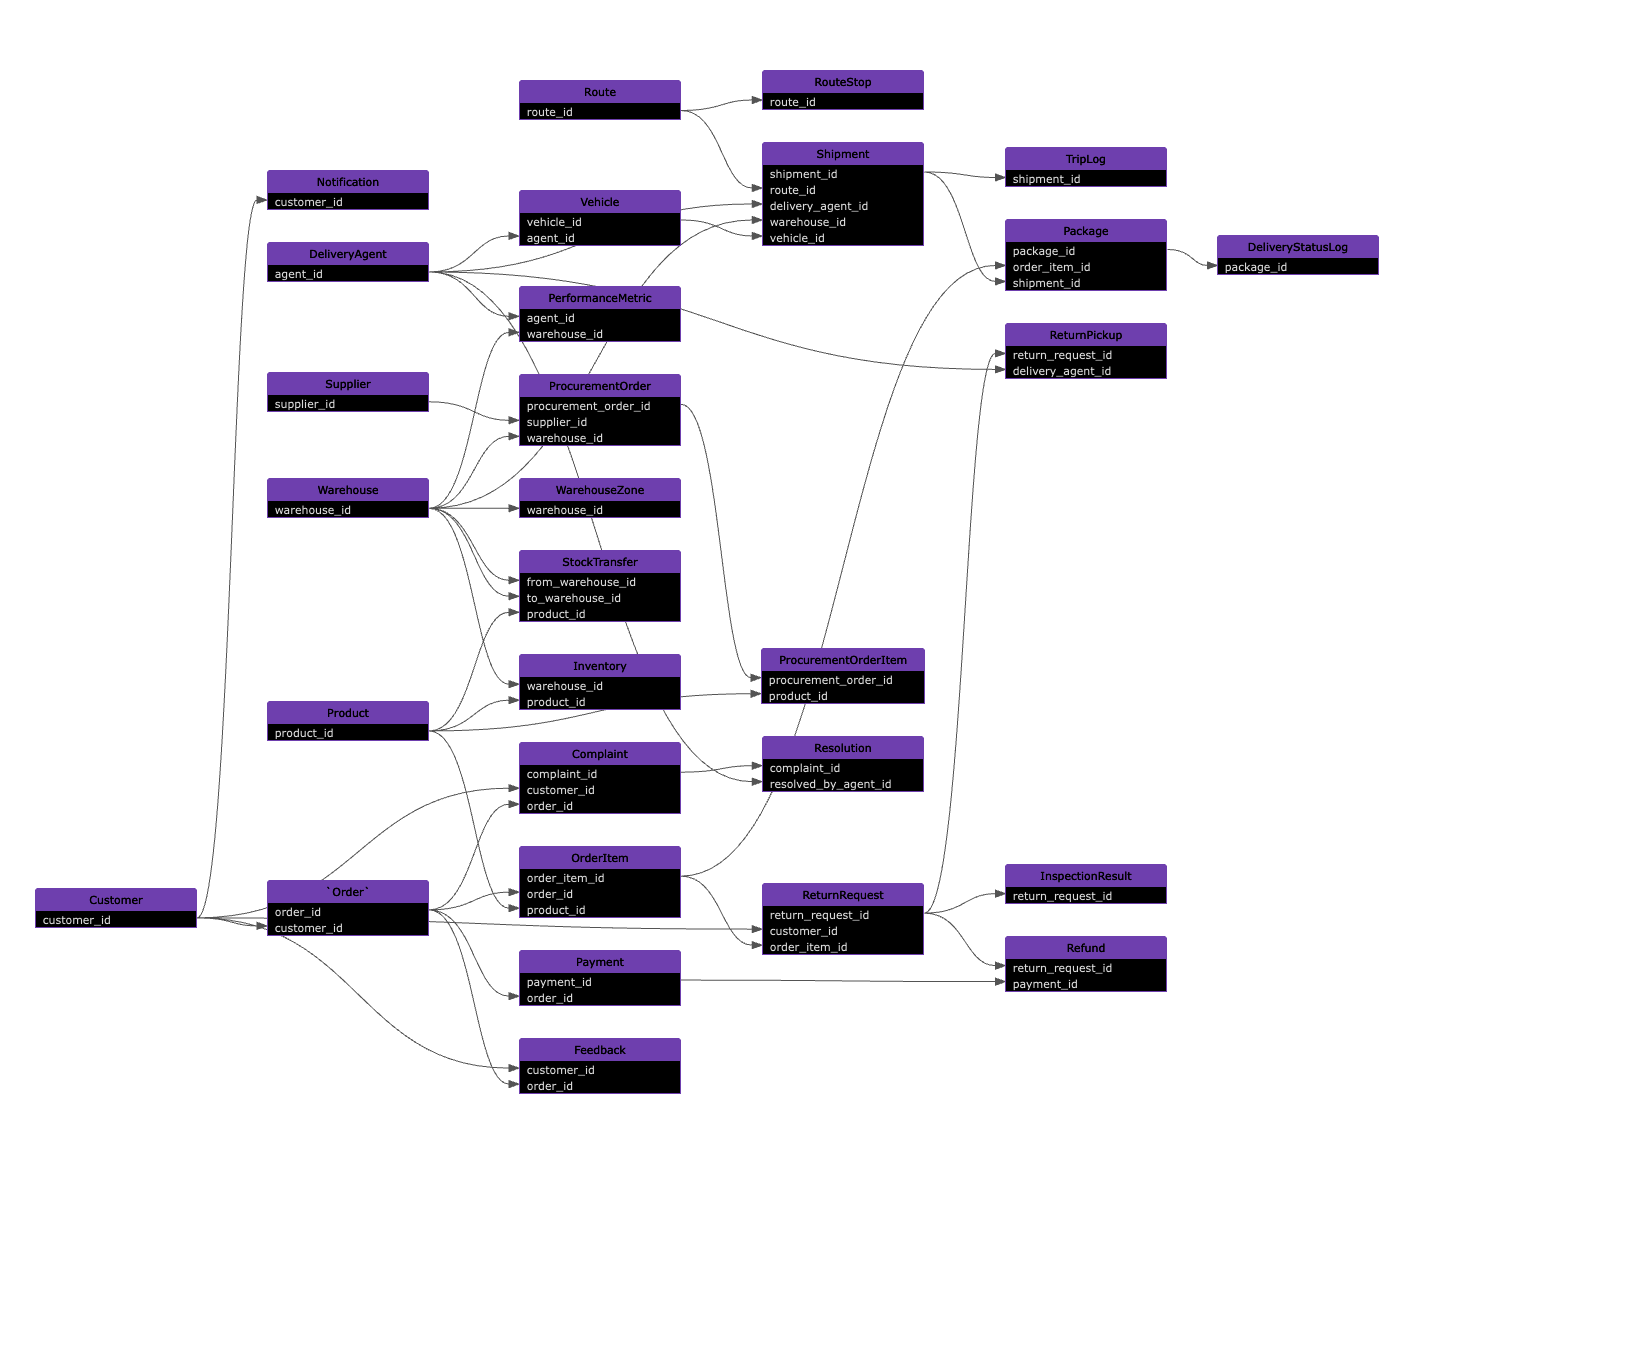 Route
route_id
RouteStop
route_id
Shipment
shipment_id
route_id
delivery_agent_id
warehouse_id
vehicle_id
TripLog
shipment_id
Notification
customer_id
Vehicle
vehicle_id
agent_id
Package
package_id
order_item_id
shipment_id
DeliveryStatusLog
package_id
DeliveryAgent
agent_id
PerformanceMetric
agent_id
warehouse_id
ReturnPickup
return_request_id
delivery_agent_id
Supplier
supplier_id
ProcurementOrder
procurement_order_id
supplier_id
warehouse_id
Warehouse
warehouse_id
WarehouseZone
warehouse_id
StockTransfer
from_warehouse_id
to_warehouse_id
product_id
Inventory
warehouse_id
product_id
ProcurementOrderItem
procurement_order_id
product_id
Product
product_id
Complaint
complaint_id
customer_id
order_id
Resolution
complaint_id
resolved_by_agent_id
OrderItem
order_item_id
order_id
product_id
Customer
customer_id
`Order`
order_id
customer_id
ReturnRequest
return_request_id
customer_id
order_item_id
InspectionResult
return_request_id
Payment
payment_id
order_id
Refund
return_request_id
payment_id
Feedback
customer_id
order_id